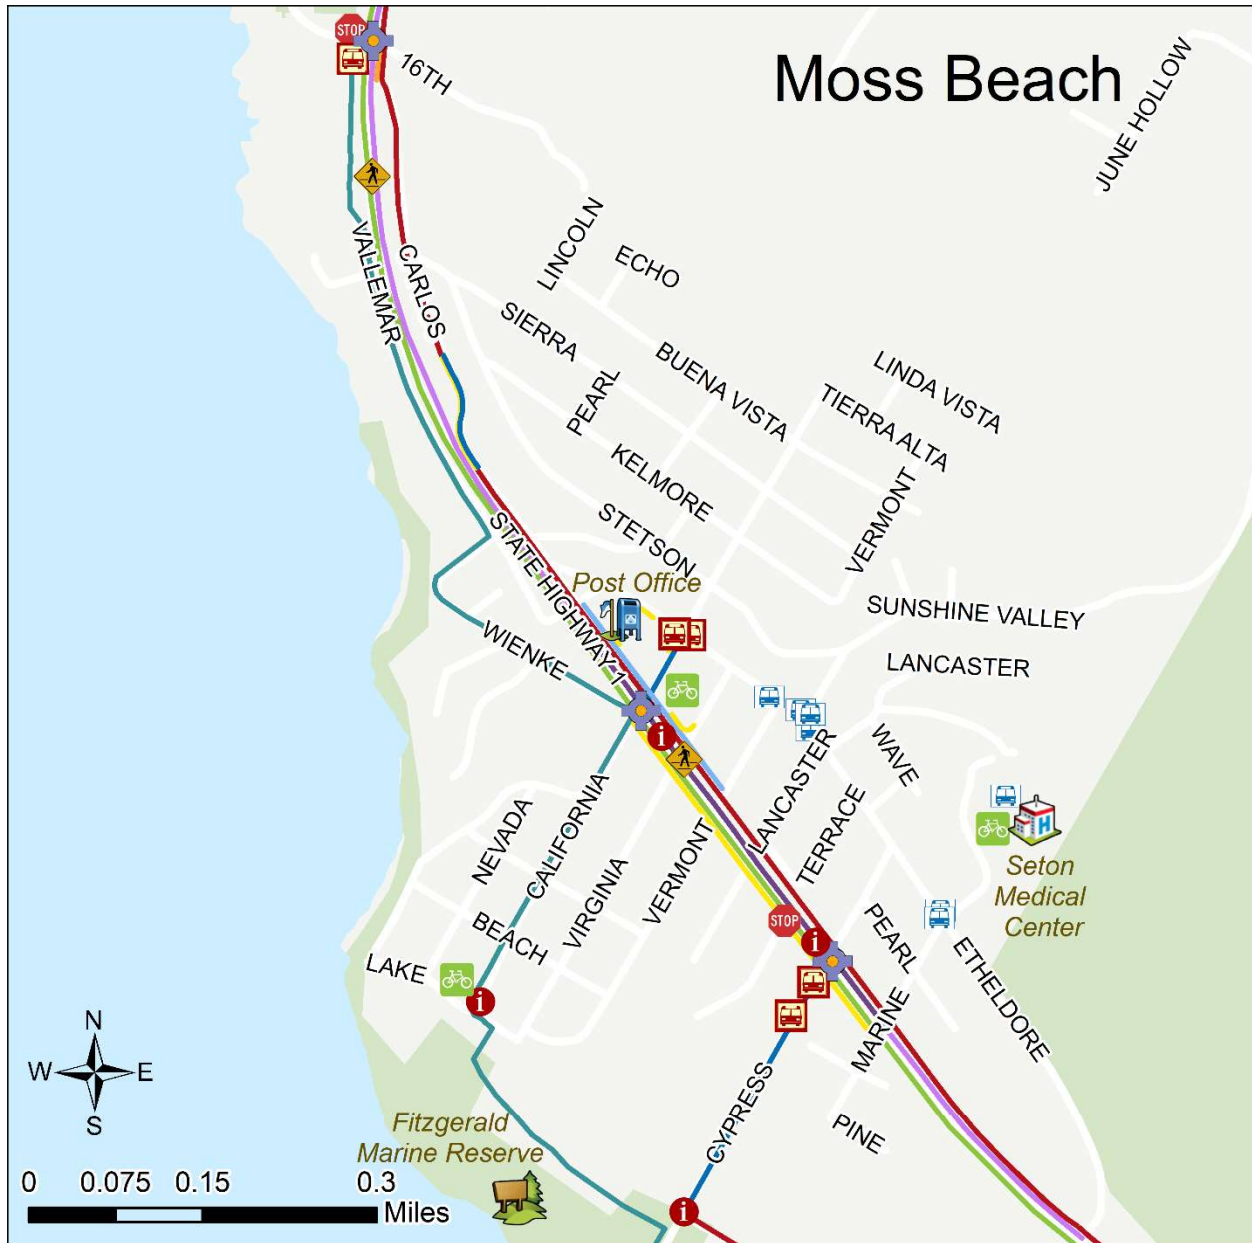 Moss Beach
STOP
16TH
JUNE HOLLOW
LINCOLN
ECHO
VALLEMAR
CARLOS
SIERRA
BUENA VISTA
LINDA VISTA
PEARL
TIERRA ALTA
KELMORE
VERMONT
STETSON
STATE HIGHWAY 1
Post Office
SUNSHINE VALLEY
WIENKE
LANCASTER
i
WAVE
LANCASTER
NEVADA
CALIFORNIA
TERRACE
VERMONT
VIRGINIA
H
Seton
Medical
Center
BEACH
STOP
PEARL
i
LAKE
ETHELDORE
i
MARINE
N
W E
S
CYPRESS
PINE
Fitzgerald
Marine Reserve
0 0.075 0.15 0.3
Miles
i